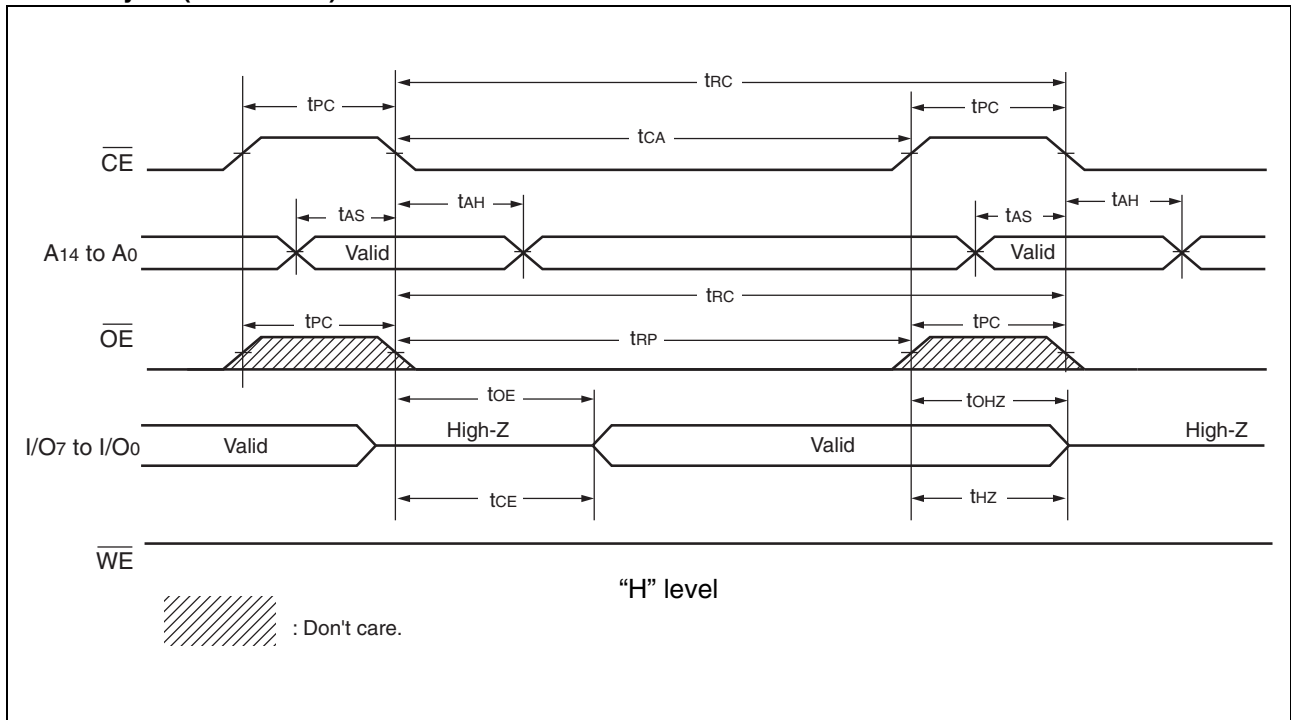 tRC
tPC
tPC
tCA
CE
tAS
tAH
tAS
tAH
A14 to A0
Valid
Valid
tRC
tPC
tPC
OE
tRP
tOE
tOHZ
I/O7 to I/O0
Valid
High-Z
Valid
High-Z
tCE
tHZ
WE
“H” level
: Don't care.